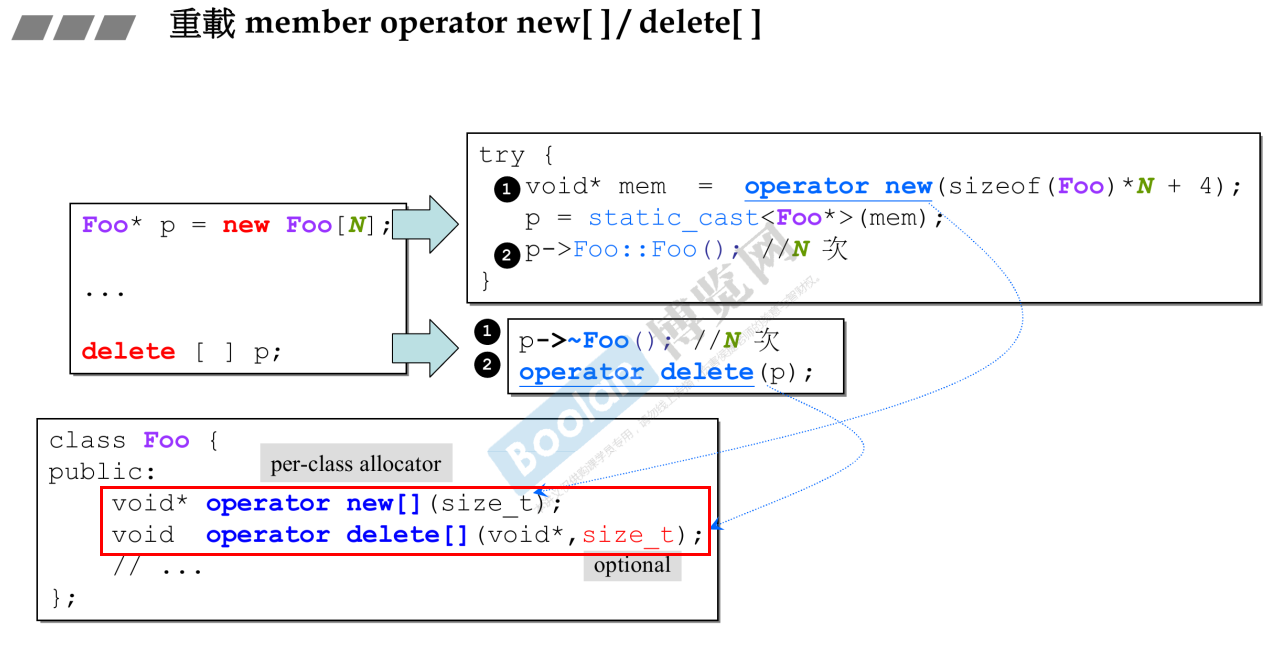 重載 member operator new[ ] / delete[ ]
Foo* p = new Foo[N];
...
delete [ ] p;
try {
❶ void* mem = operator new(sizeof(Foo)*N + 4);
p = static_cast<Foo*>(mem);
❷ p->Foo::Foo(); //N 次
}
❶ p->~Foo(); //N 次
❷ operator delete(p);
class Foo {
public:
per-class allocator
void* operator new[](size_t);
void operator delete[](void*,size_t);
// ...
optional
};
Boolan
博览网